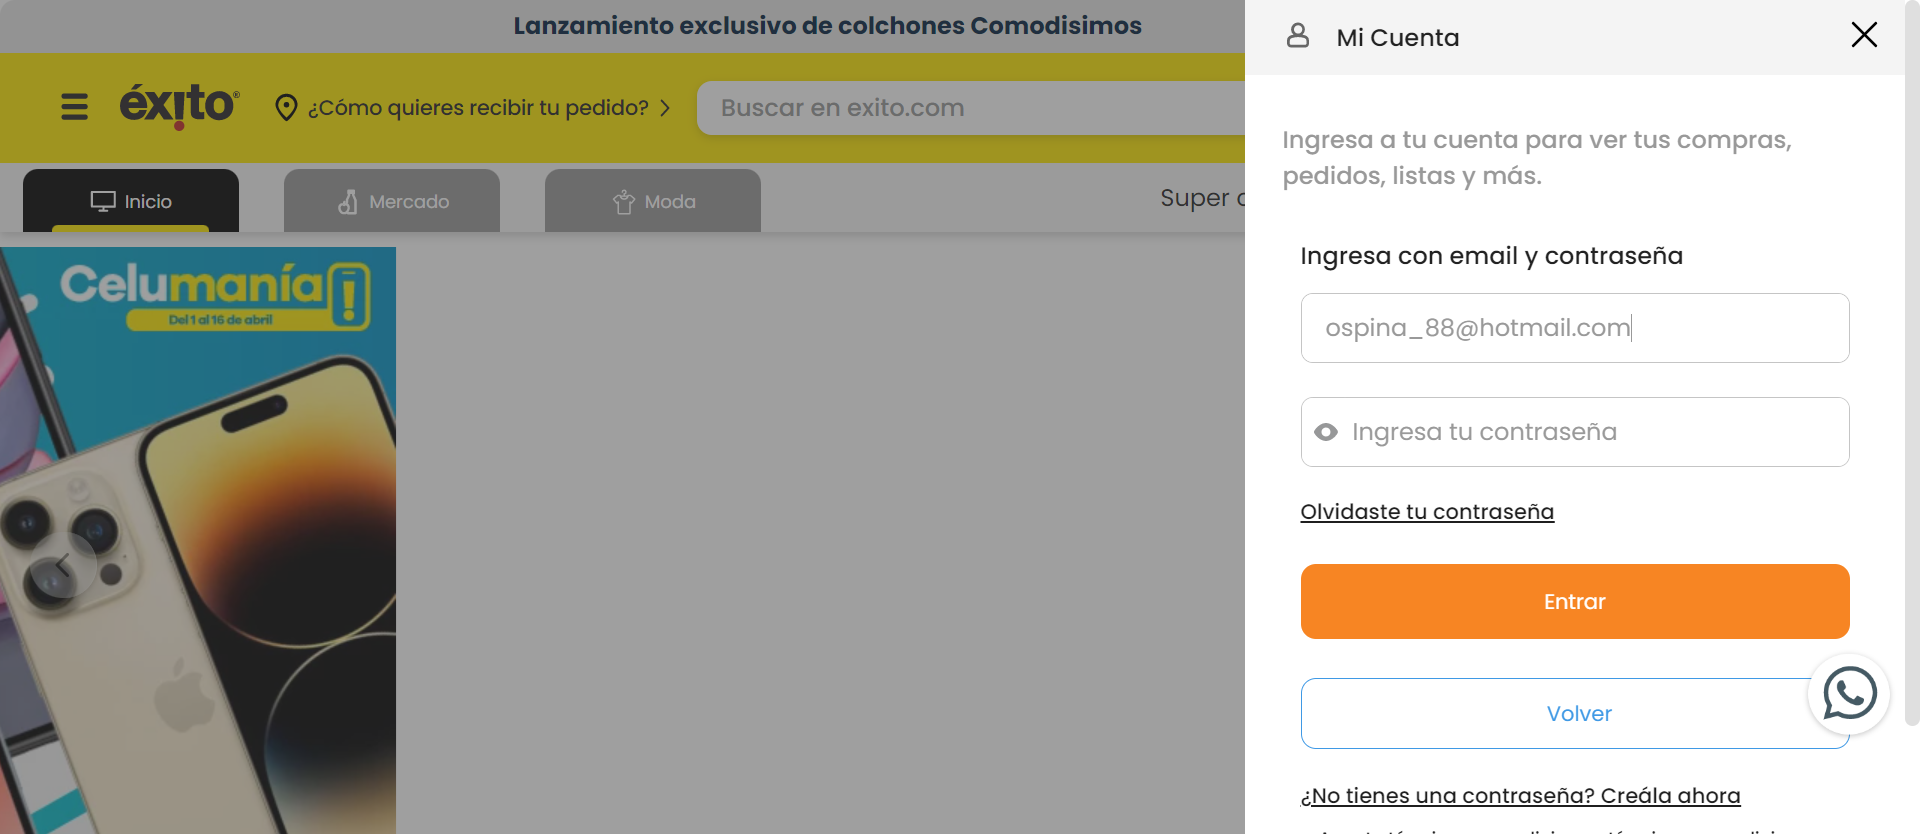 Lanzamiento exclusivo de colchones Comodisimos
éxito
¿Cómo quieres recibir tu pedido?
Buscar en exito.com
Inicio
Mercado
Moda
Super
Celumanía
Del 1 al 16 de abril
Mi Cuenta
Ingresa a tu cuenta para ver tus compras,
pedidos, listas y más.
Ingresa con email y contraseña
ospina_88@hotmail.com
Ingresa tu contraseña
Olvidaste tu contraseña
Entrar
Volver
¿No tienes una contraseña? Creála ahora